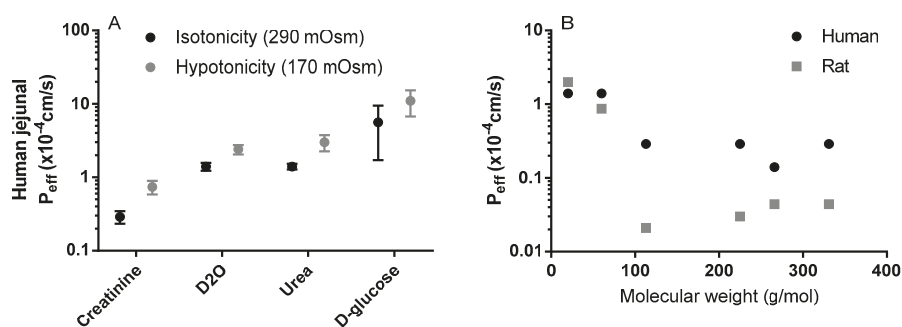 A
100
10
1
0.1
Human jejunal
Peff (x10-4cm/s)
Isotonicity (290 mOsm)
Hypotonicity (170 mOsm)
Creatinine
D2O
Urea
D-glucose
B
10
1
0.1
0.01
Peff (x10-4cm/s)
Human
Rat
0
100
200
300
400
Molecular weight (g/mol)